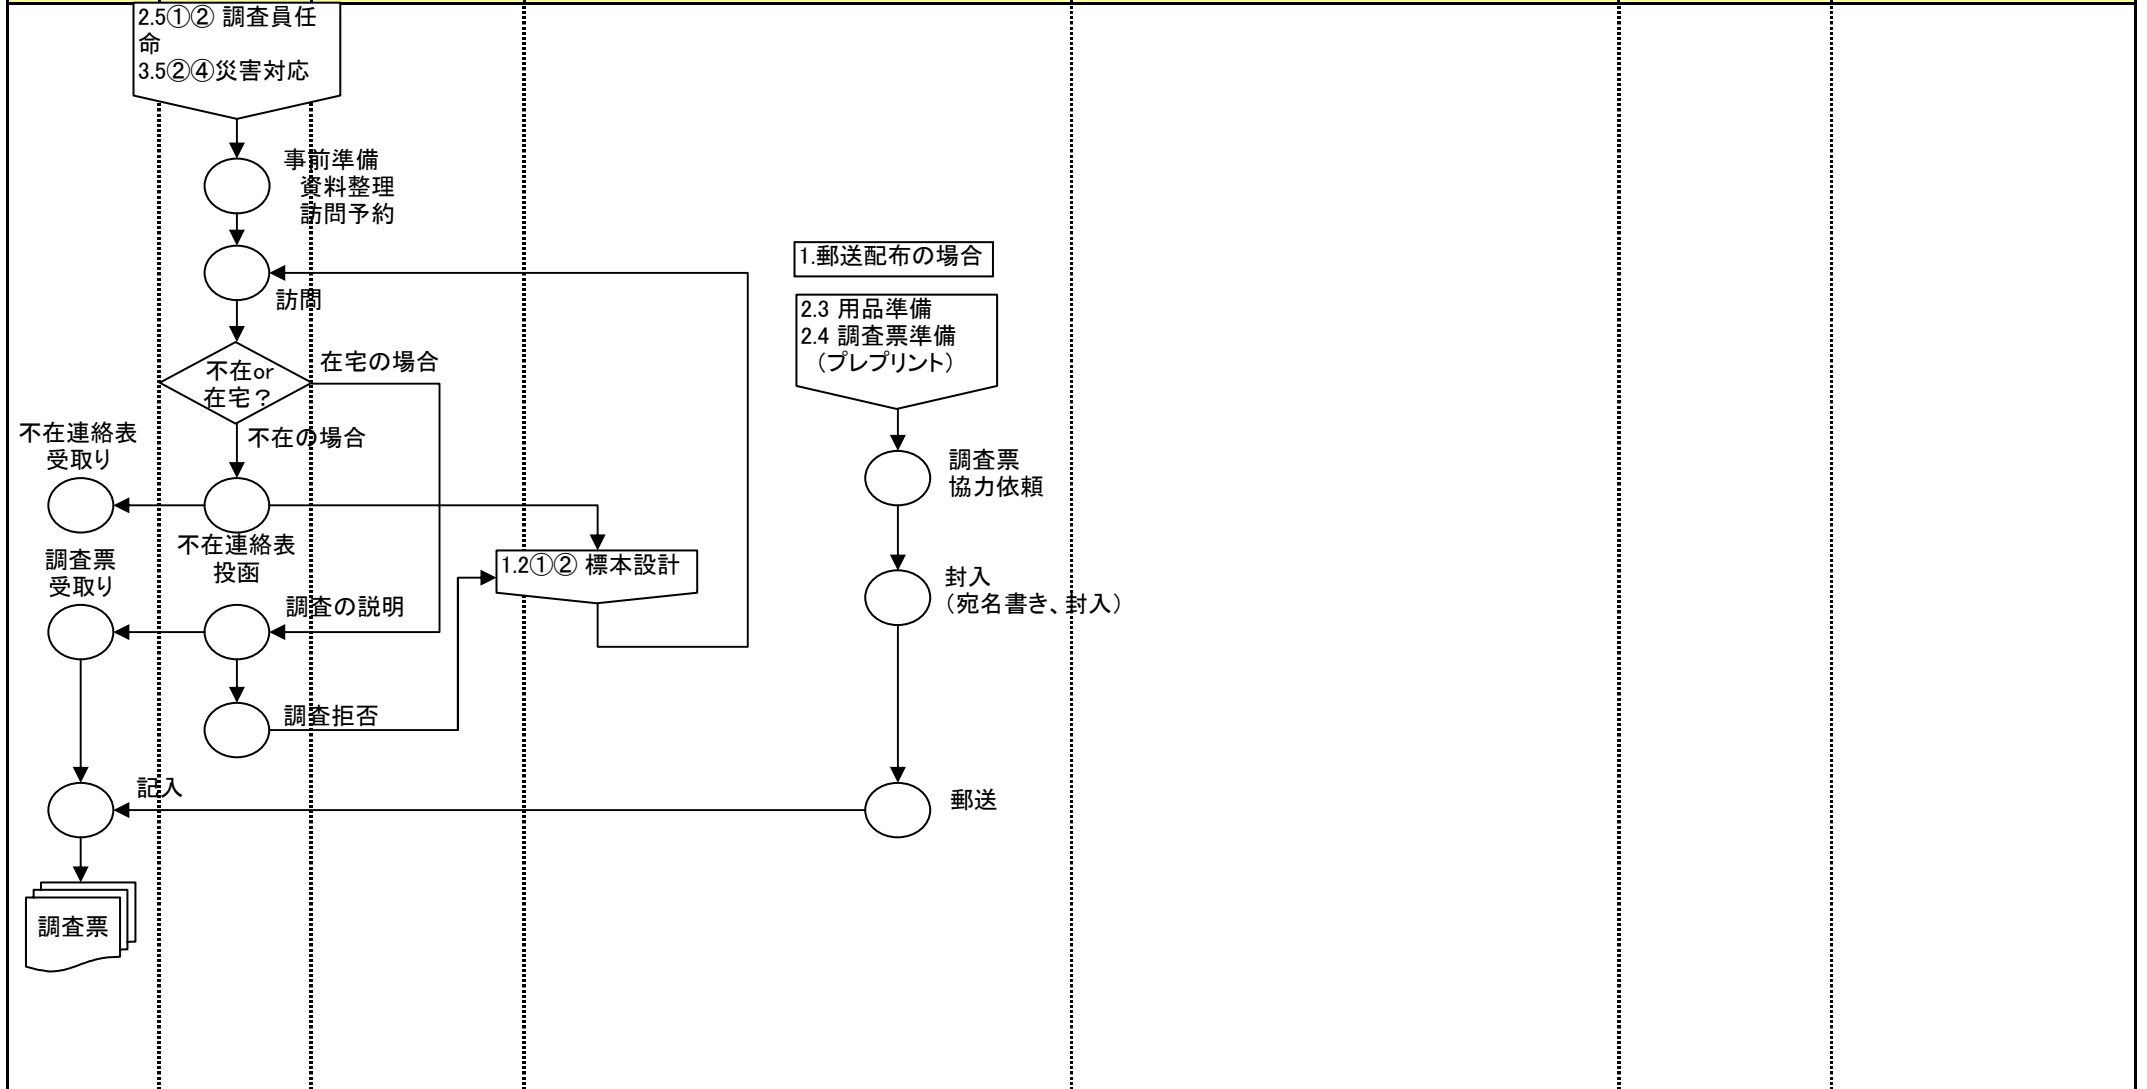 2.5①② 調査員任
命
3.5②④災害対応
事前準備
資料整理
訪問予約
訪問
不在or
在宅？
在宅の場合
不在の場合
不在連絡表
受取り
不在連絡表
投函
調査票
受取り
調査の説明
調査拒否
記入
調査票
1.2①② 標本設計
1.郵送配布の場合
2.3 用品準備
2.4 調査票準備
（プレプリント）
調査票
協力依頼
封入
（宛名書き、封入）
郵送